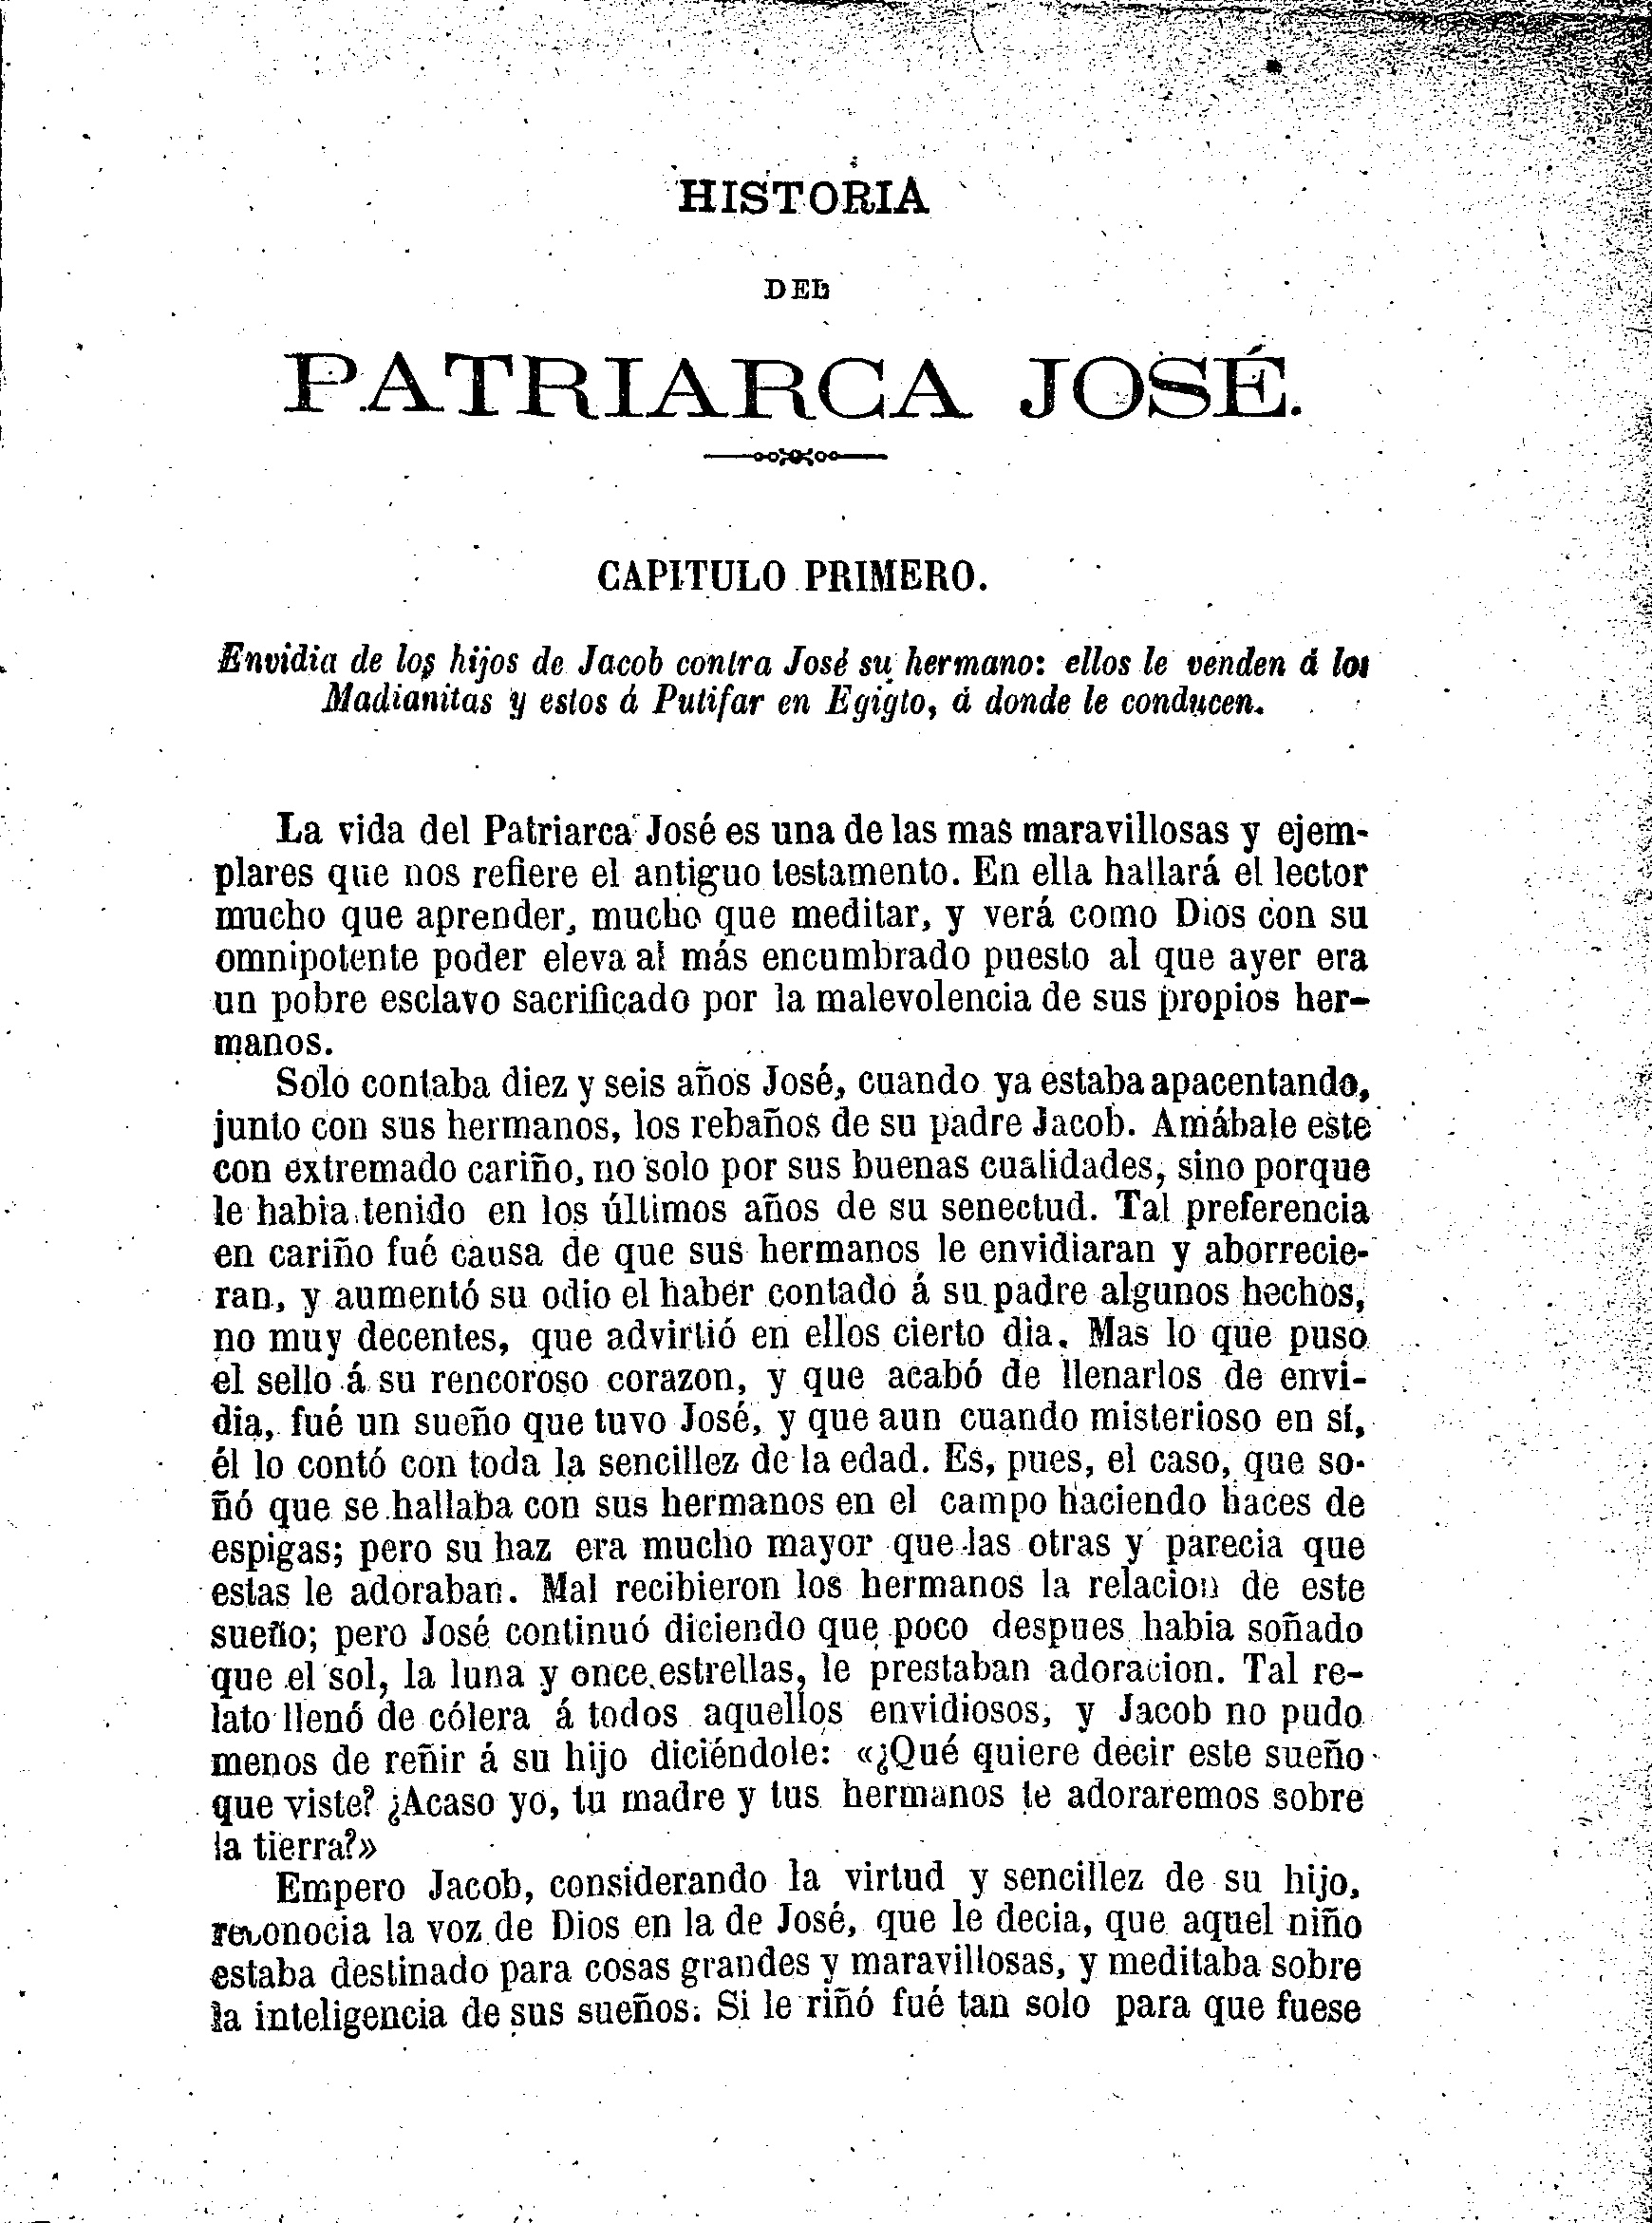 HISTORIA
DEL
PATRIARCA JOSÉ.
CAPITULO PRIMERO.
Envidia de los hijos de Jacob contra José su hermano: ellos le venden á los
Madianitas y estos á Putifar en Egipto, á donde le conducen.
La vida del Patriarca José es una de las mas maravillosas y ejem-
plares que nos refiere el antiguo testamento. En ella hallará el lector
mucho que aprender, mucho que meditar, y verá como Dios con su
omnipotente poder eleva al más encumbrado puesto al que ayer era
un pobre esclavo sacrificado por la malevolencia de sus propios her-
manos.
Solo contaba diez y seis años José, cuando ya estaba apacentando,
junto con sus hermanos, los rebaños de su padre Jacob. Amábale este
con extremado cariño, no solo por sus buenas cualidades, sino porque
le habia tenido en los últimos años de su senectud. Tal preferencia
en cariño fué causa de que sus hermanos le envidiaran y aborrecie-
ran, y aumentó su odio el haber contado á su padre algunos hechos,
no muy decentes, que advirtió en ellos cierto dia. Mas lo que puso
el sello á su rencoroso corazon, y que acabó de llenarlos de envi-
dia, fué un sueño que tuvo José, y que aun cuando misterioso en sí,
él lo contó con toda la sencillez de la edad. Es, pues, el caso, que so-
ñó que se hallaba con sus hermanos en el campo haciendo haces de
espigas; pero su haz era mucho mayor que las otras y parecia que
estas le adoraban. Mal recibieron los hermanos la relacion de este
sueño; pero José continuó diciendo que poco despues habia soñado
que el sol, la luna y once estrellas, le prestaban adoracion. Tal re-
lato llenó de cólera á todos aquellos envidiosos, y Jacob no pudo
menos de reñir á su hijo diciéndole: «¿Qué quiere decir este sueño
que viste? ¿Acaso yo, tu madre y tus hermanos te adoraremos sobre
la tierra?»
Empero Jacob, considerando la virtud y sencillez de su hijo,
reconocia la voz de Dios en la de José, que le decia, que aquel niño
estaba destinado para cosas grandes y maravillosas, y meditaba sobre
la inteligencia de sus sueños. Si le riñó fué tan solo para que fuese